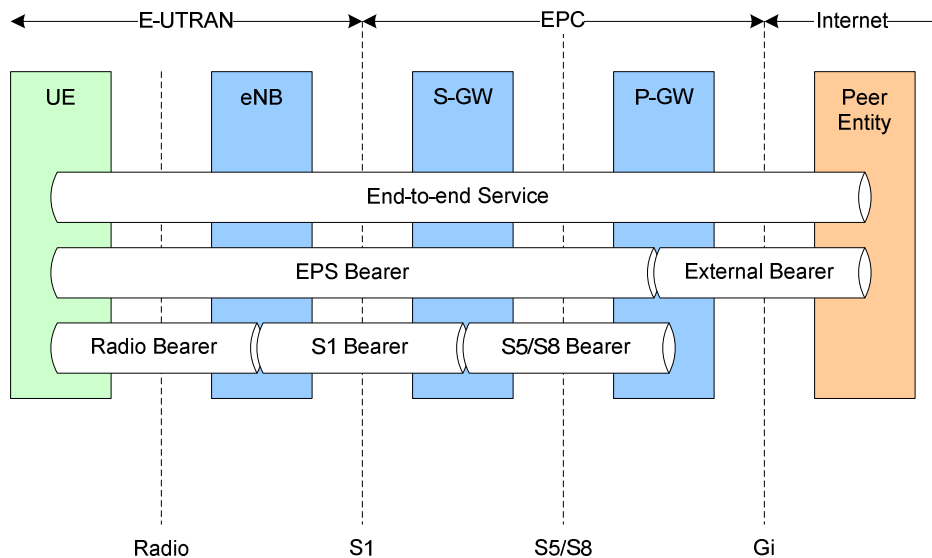 E-UTRAN
EPC
Internet
UE
eNB
S-GW
P-GW
Peer
Entity
End-to-end Service
EPS Bearer
External Bearer
Radio Bearer
S1 Bearer
S5/S8 Bearer
Radio
S1
S5/S8
Gi